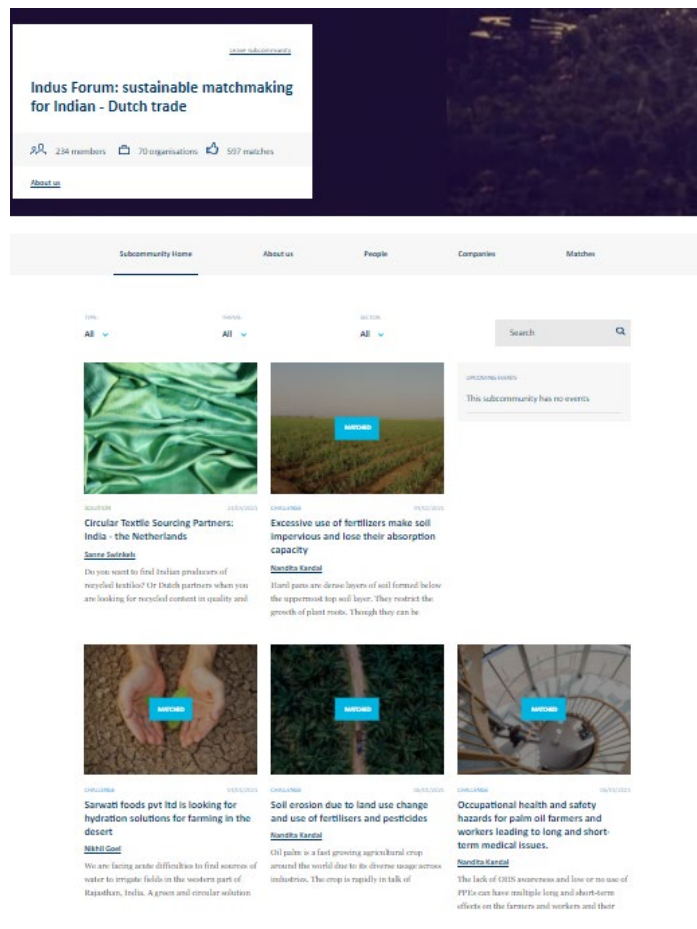 Leave subcommunity
Indus Forum: sustainable matchmaking
for Indian - Dutch trade
234 members 70 organisations 597 matches
About us
Subcommunity Home About us People Companies Matches
TYPE: THEME: SECTOR:
All All All
Search
UPCOMING EVENTS
This subcommunity has no events
MATCHED
SOLUTION
Circular Textile Sourcing Partners:
India - the Netherlands
Sanne Swinkels
Do you want to find Indian producers of
recycled textiles? Or Dutch partners when you
are looking for recycled content in quality and
CHALLENGE
Excessive use of fertilizers make soil
impervious and lose their absorption
capacity
Nandita Kandal
Hard pans are dense layers of soil formed below
the uppermost top soil layer. They restrict the
growth of plant roots. Though they can be
MATCHED
CHALLENGE
Sarwati foods pvt ltd is looking for
hydration solutions for farming in the
desert
Nikhil Goel
We are facing acute difficulties to find sources of
water to irrigate fields in the western part of
Rajasthan, India. A green and circular solution
MATCHED
CHALLENGE
Soil erosion due to land use change
and use of fertilisers and pesticides
Nandita Kandal
Oil palm is a fast growing agricultural crop
around the world due to its diverse usage across
industries. The crop is rapidly in talk of
MATCHED
CHALLENGE
Occupational health and safety
hazards for palm oil farmers and
workers leading to long and short-
term medical issues.
Nandita Kandal
The lack of OHS awareness and low or no use of
PPEs can have multiple long and short-term
effects on the farmers and workers and their